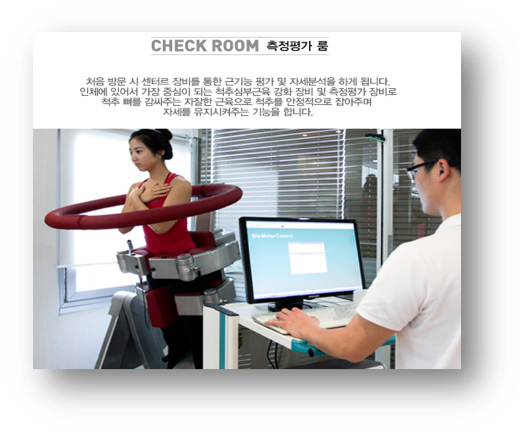 CHECK ROOM 측정평가 룸
처음 방문 시 센터르 장비를 통한 근기능 평가 및 자세분석을 하게 됩니다.
인체에 있어서 가장 중심이 되는 척추심부근육 강화 장비 및 측정평가 장비로
척추 뼈를 감싸주는 자잘한 근육으로 척추를 안정적으로 잡아주며
자세를 유지시켜주는 기능을 합니다.